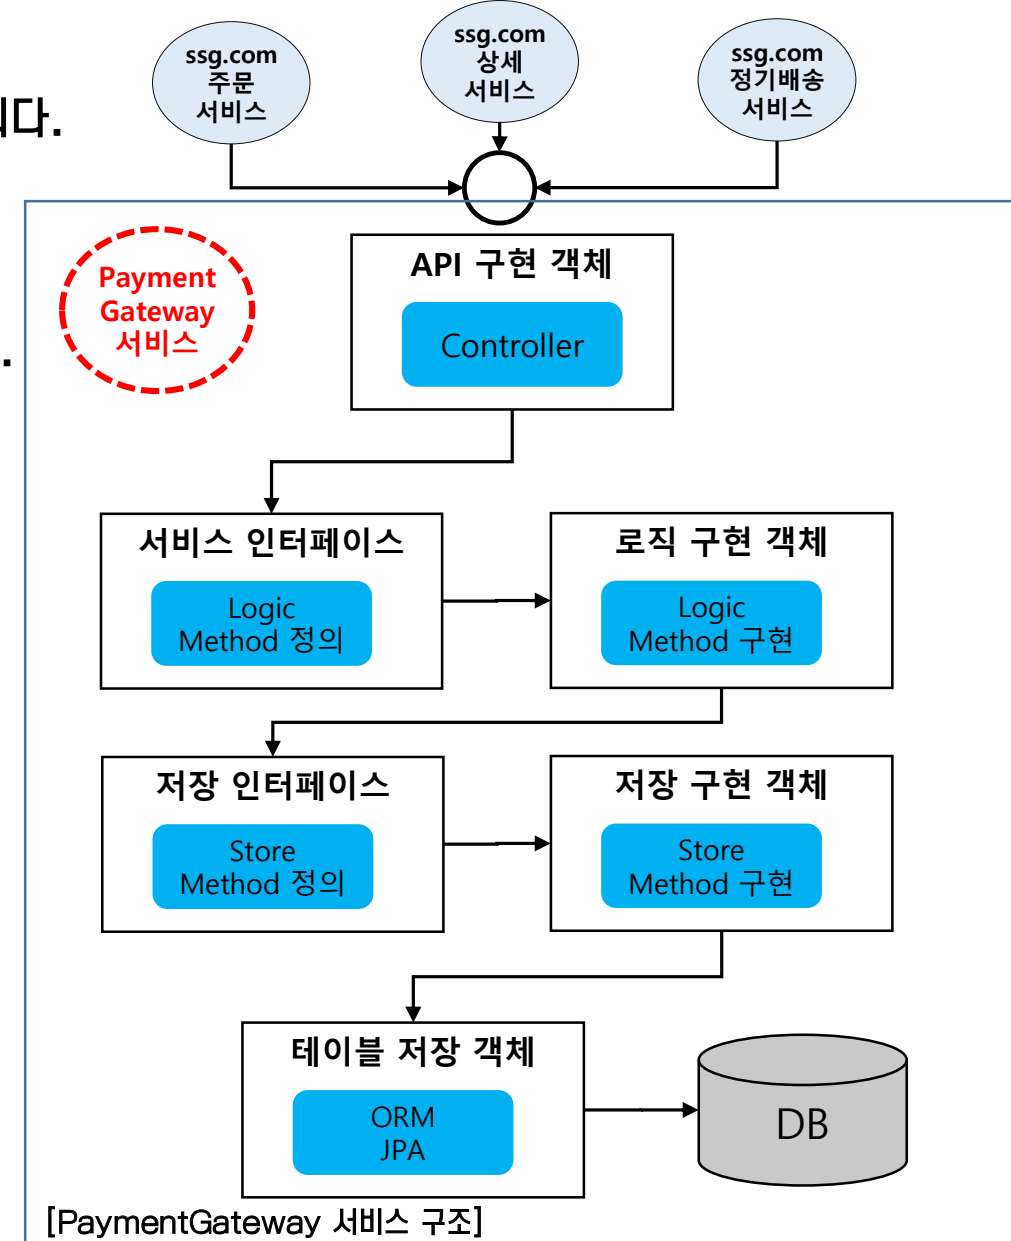 ssg.com
주문
서비스
ssg.com
상세
서비스
ssg.com
정기배송
서비스
니다.
.
Payment
Gateway
서비스
API 구현 객체
Controller
서비스 인터페이스
Logic
Method 정의
로직 구현 객체
Logic
Method 구현
저장 인터페이스
Store
Method 정의
저장 구현 객체
Store
Method 구현
테이블 저장 객체
ORM
JPA
DB
[PaymentGateway 서비스 구조]